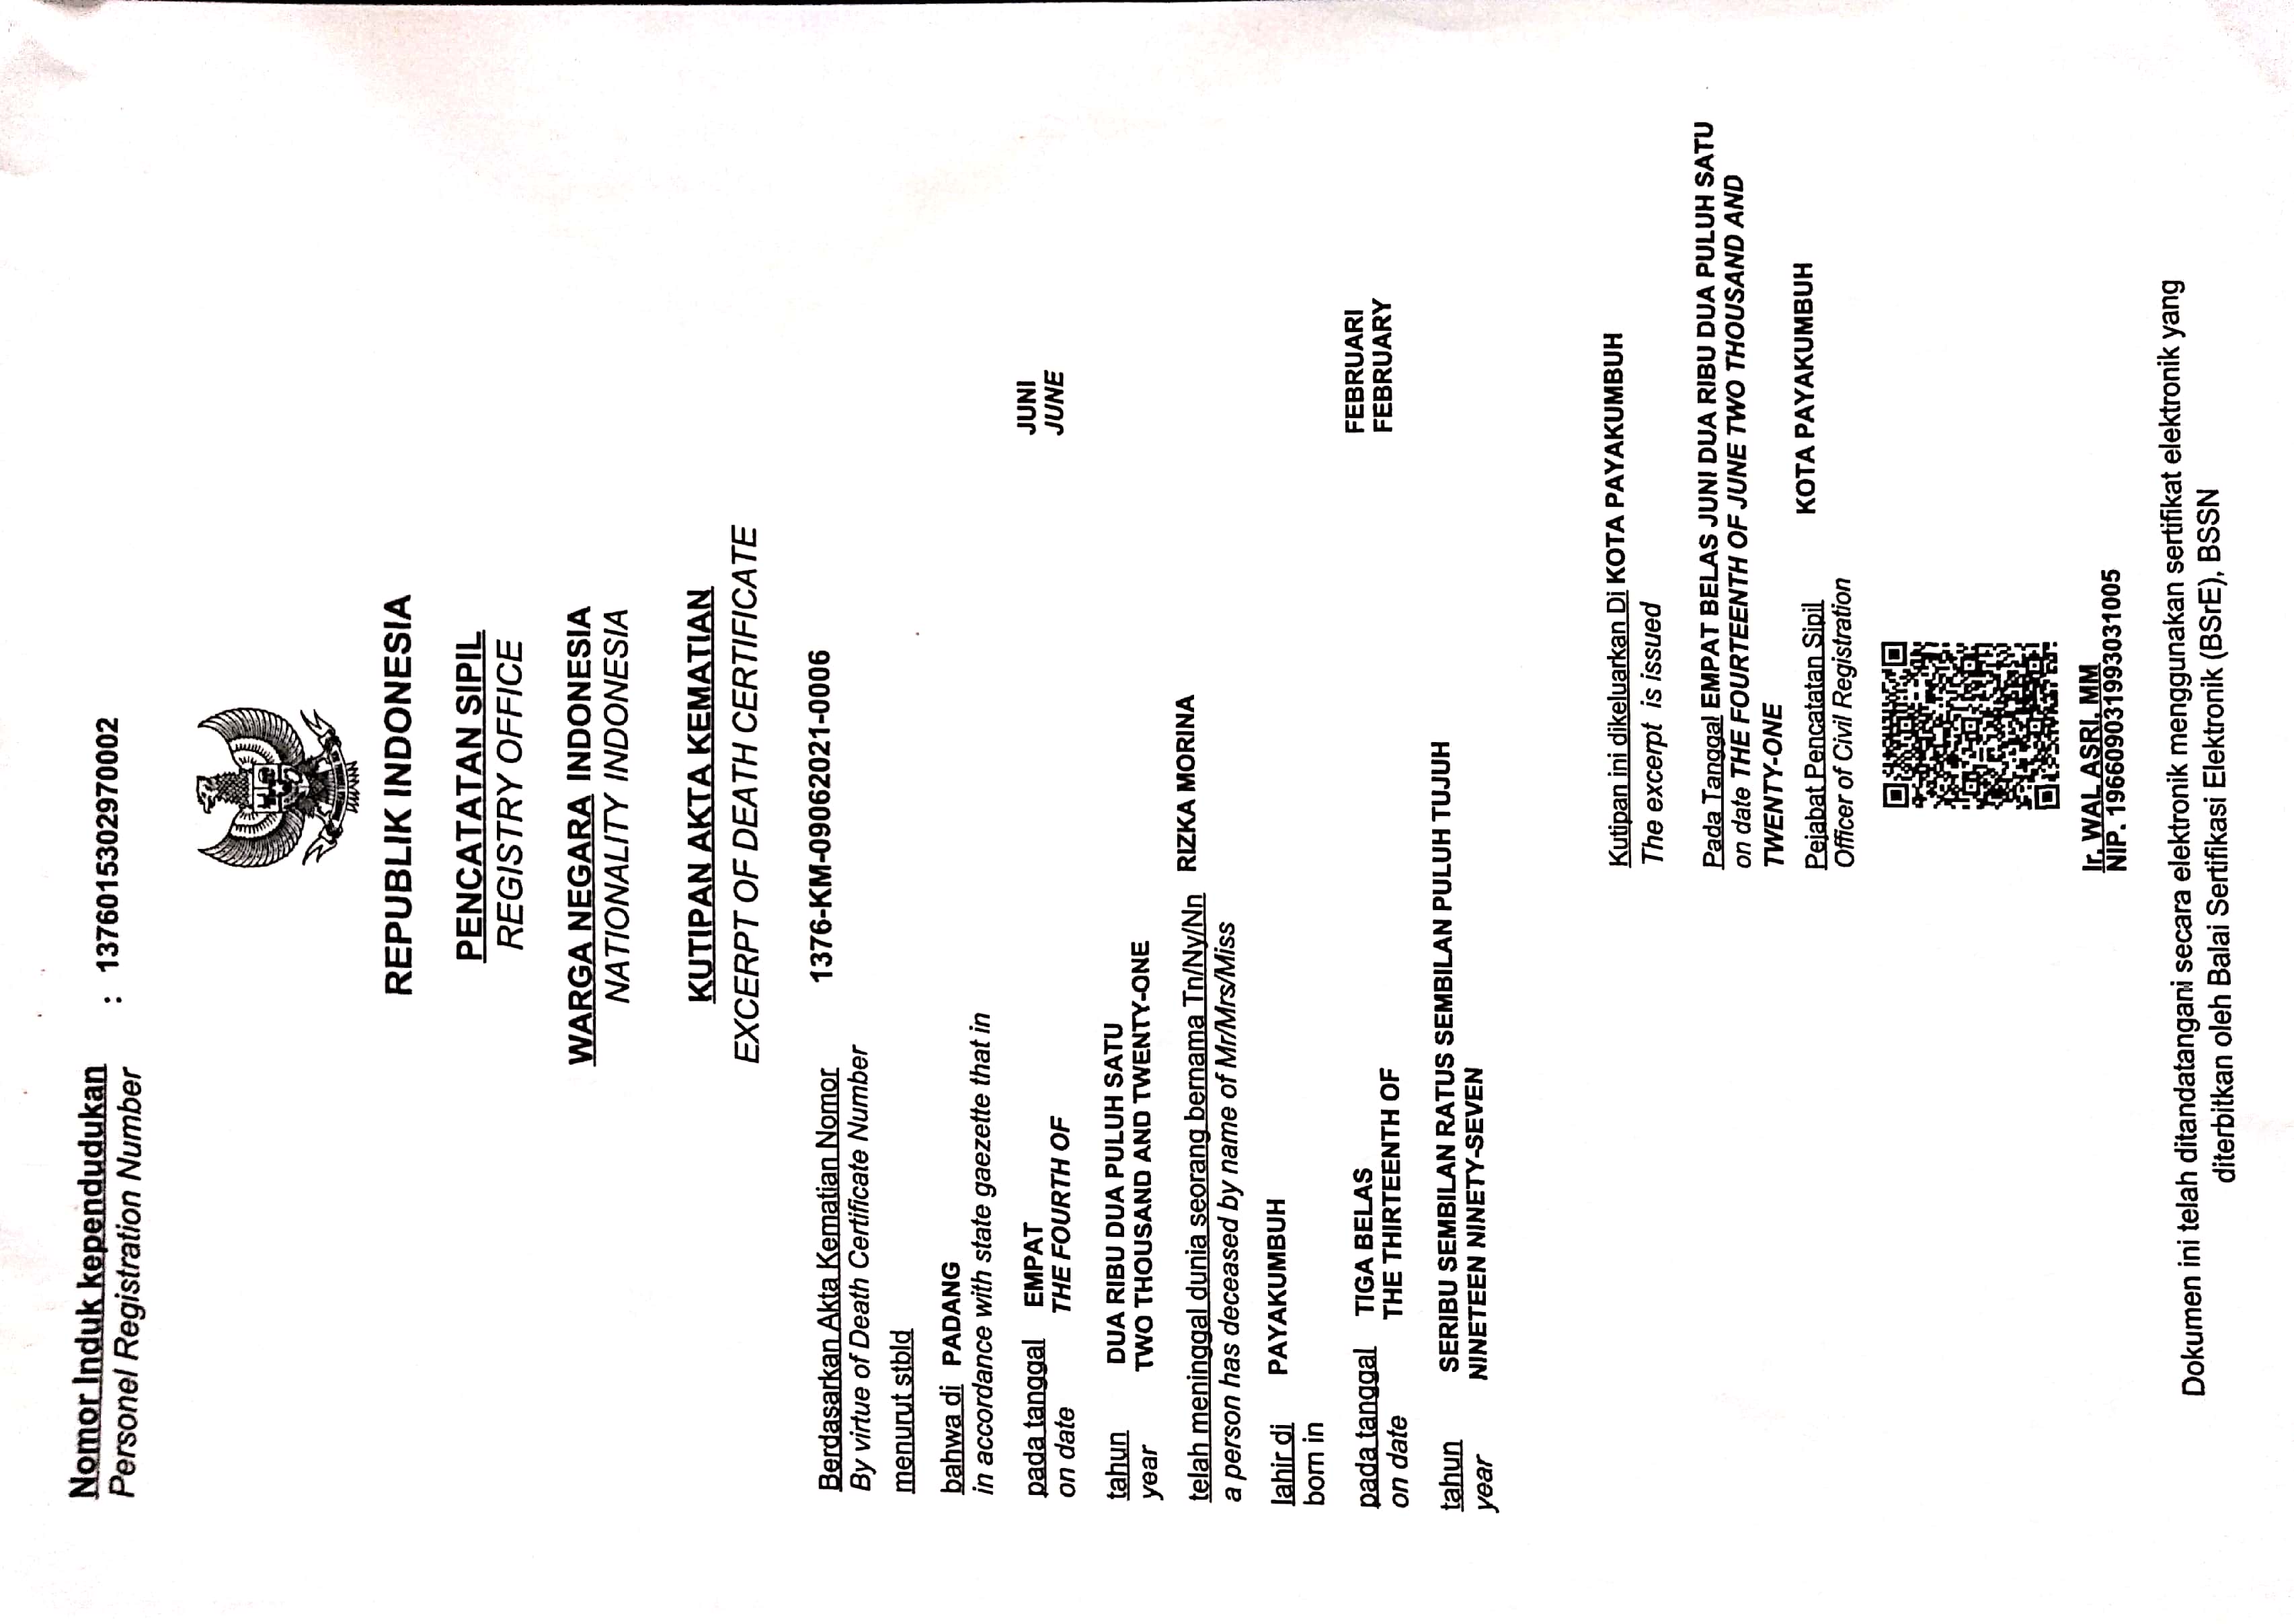 Nomor Induk kependudukan : 1376015302970002
Personel Registration Number
REPUBLIK INDONESIA
PENCATATAN SIPIL
REGISTRY OFFICE
WARGA NEGARA INDONESIA
NATIONALITY INDONESIA
KUTIPAN AKTA KEMATIAN
EXCERPT OF DEATH CERTIFICATE
Berdasarkan Akta Kematian Nomor 1376-KM-09062021-0006
By virtue of Death Certificate Number
menurut stbld
bahwa di PADANG
in accordance with state gaezette that in
pada tanggal EMPAT JUNI
on date THE FOURTH OF JUNE
tahun DUA RIBU DUA PULUH SATU
year TWO THOUSAND AND TWENTY-ONE
telah meninggal dunia seorang bernama Tn/Ny/Nn RIZKA MORINA
a person has deceased by name of Mr/Mrs/Miss
lahir di PAYAKUMBUH
born in
pada tanggal TIGA BELAS FEBRUARI
on date THE THIRTEENTH OF FEBRUARY
tahun SERIBU SEMBILAN RATUS SEMBILAN PULUH TUJUH
year NINETEEN NINETY-SEVEN
Kutipan ini dikeluarkan Di KOTA PAYAKUMBUH
The excerpt is issued
Pada Tanggal EMPAT BELAS JUNI DUA RIBU DUA PULUH SATU
on date THE FOURTEENTH OF JUNE TWO THOUSAND AND
TWENTY-ONE
Pejabat Pencatatan Sipil KOTA PAYAKUMBUH
Officer of Civil Registration
Ir. WAL ASRI, MM
NIP. 196609031993031005
Dokumen ini telah ditandatangani secara elektronik menggunakan sertifikat elektronik yang
diterbitkan oleh Balai Sertifikasi Elektronik (BSrE), BSSN